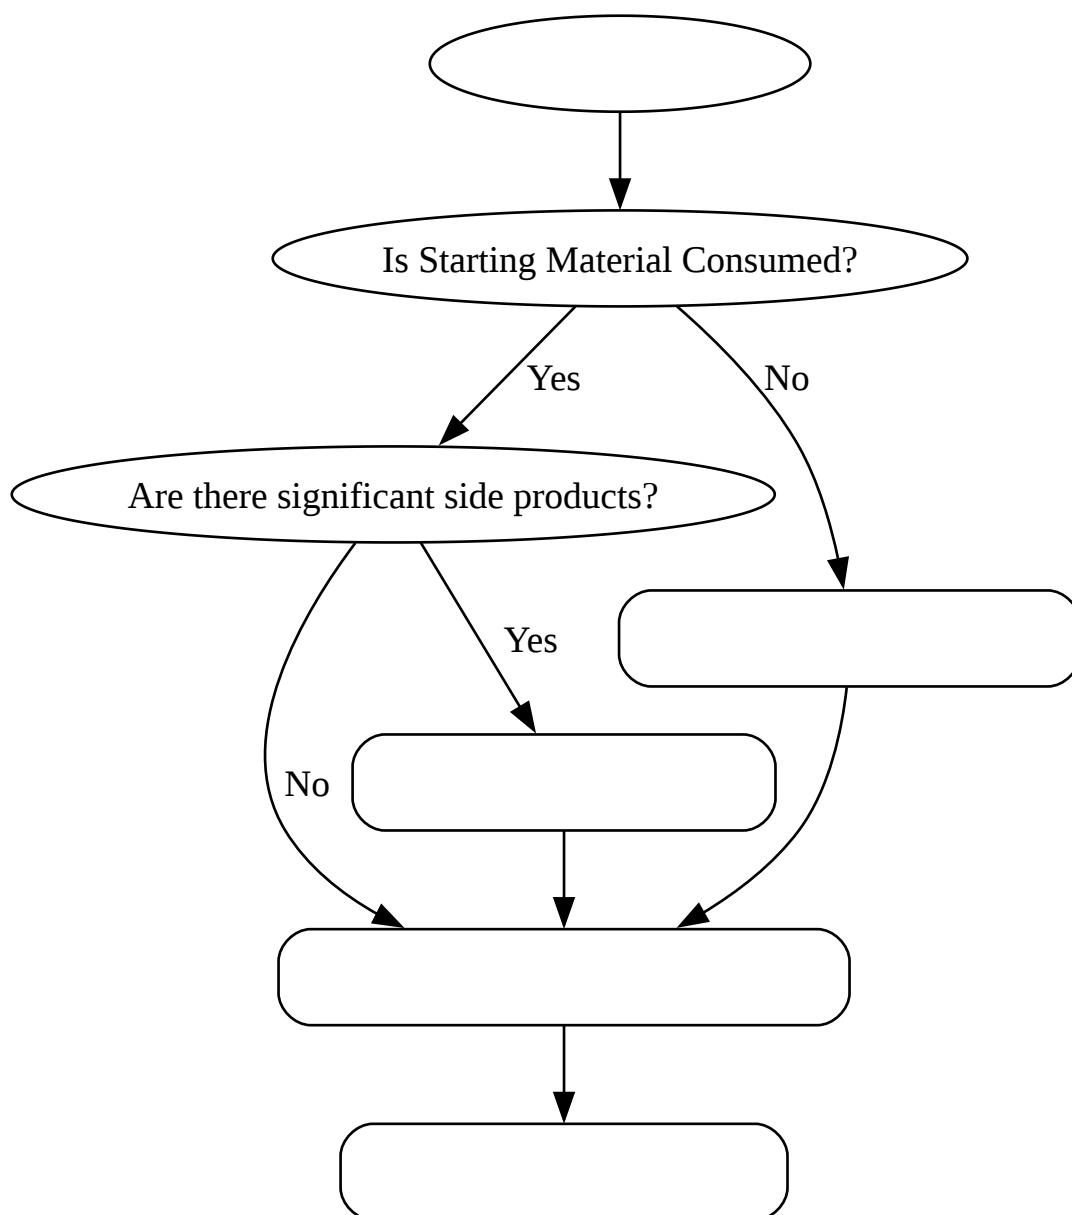 Is Starting Material Consumed?
Yes
No
Are there significant side products?
Yes
No